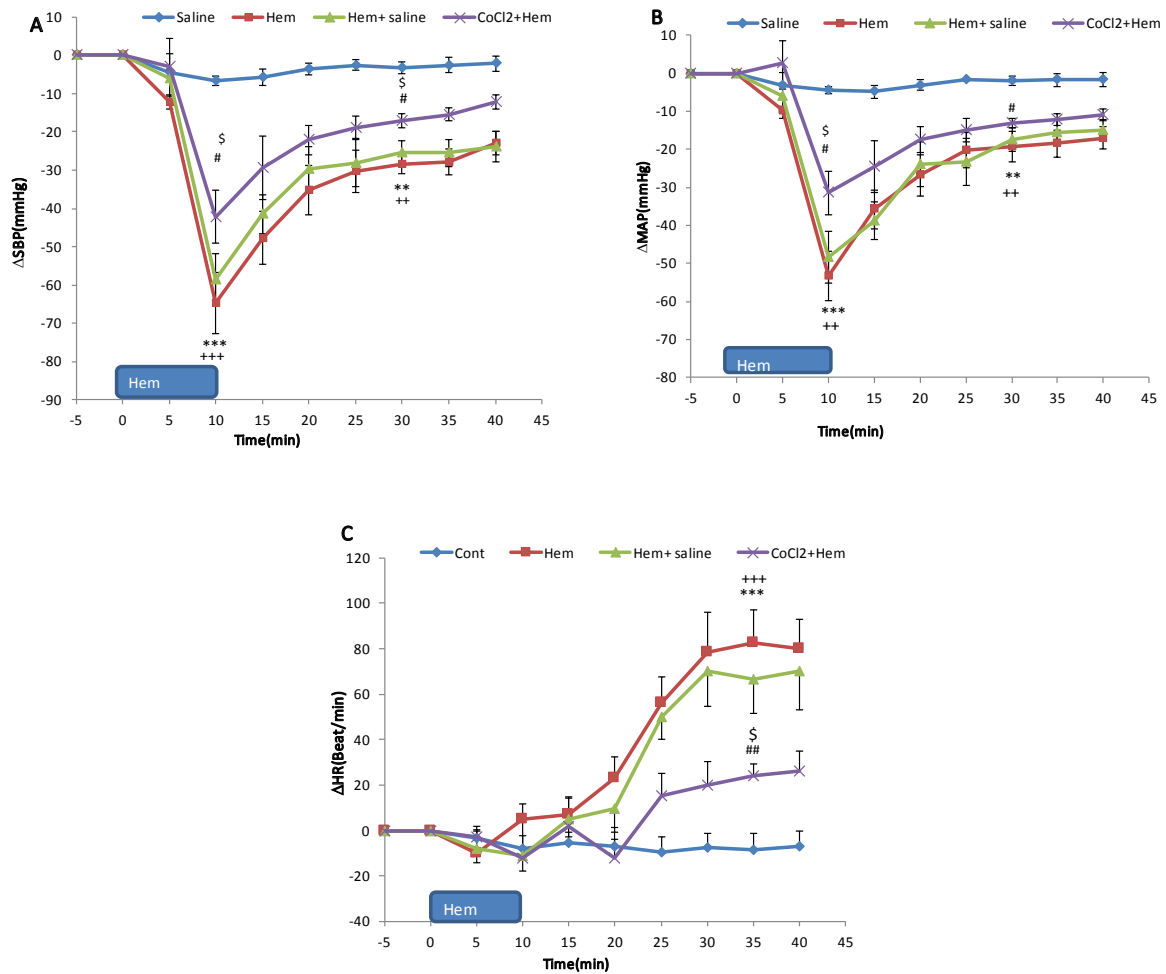 A
Saline Hem Hem+ saline CoCl2+Hem
10
0
-10
-20
-30
-40
-50
-60
-70
-80
-90
ΔSBP(mmHg)
$
#
$
#
**
++
***
+++
Hem
-5 0 5 10 15 20 25 30 35 40 45
Time(min)
B
Saline Hem Hem+ saline CoCl2+Hem
20
10
0
-10
-20
-30
-40
-50
-60
-70
-80
ΔMAP(mmHg)
$
#
#
**
++
***
++
Hem
-5 0 5 10 15 20 25 30 35 40 45
Time(min)
C
Cont Hem Hem+ saline CoCl2+Hem
120
100
80
60
40
20
0
-20
-40
ΔHR(Beat/min)
+++
***
$
##
Hem
-5 0 5 10 15 20 25 30 35 40 45
Time(min)